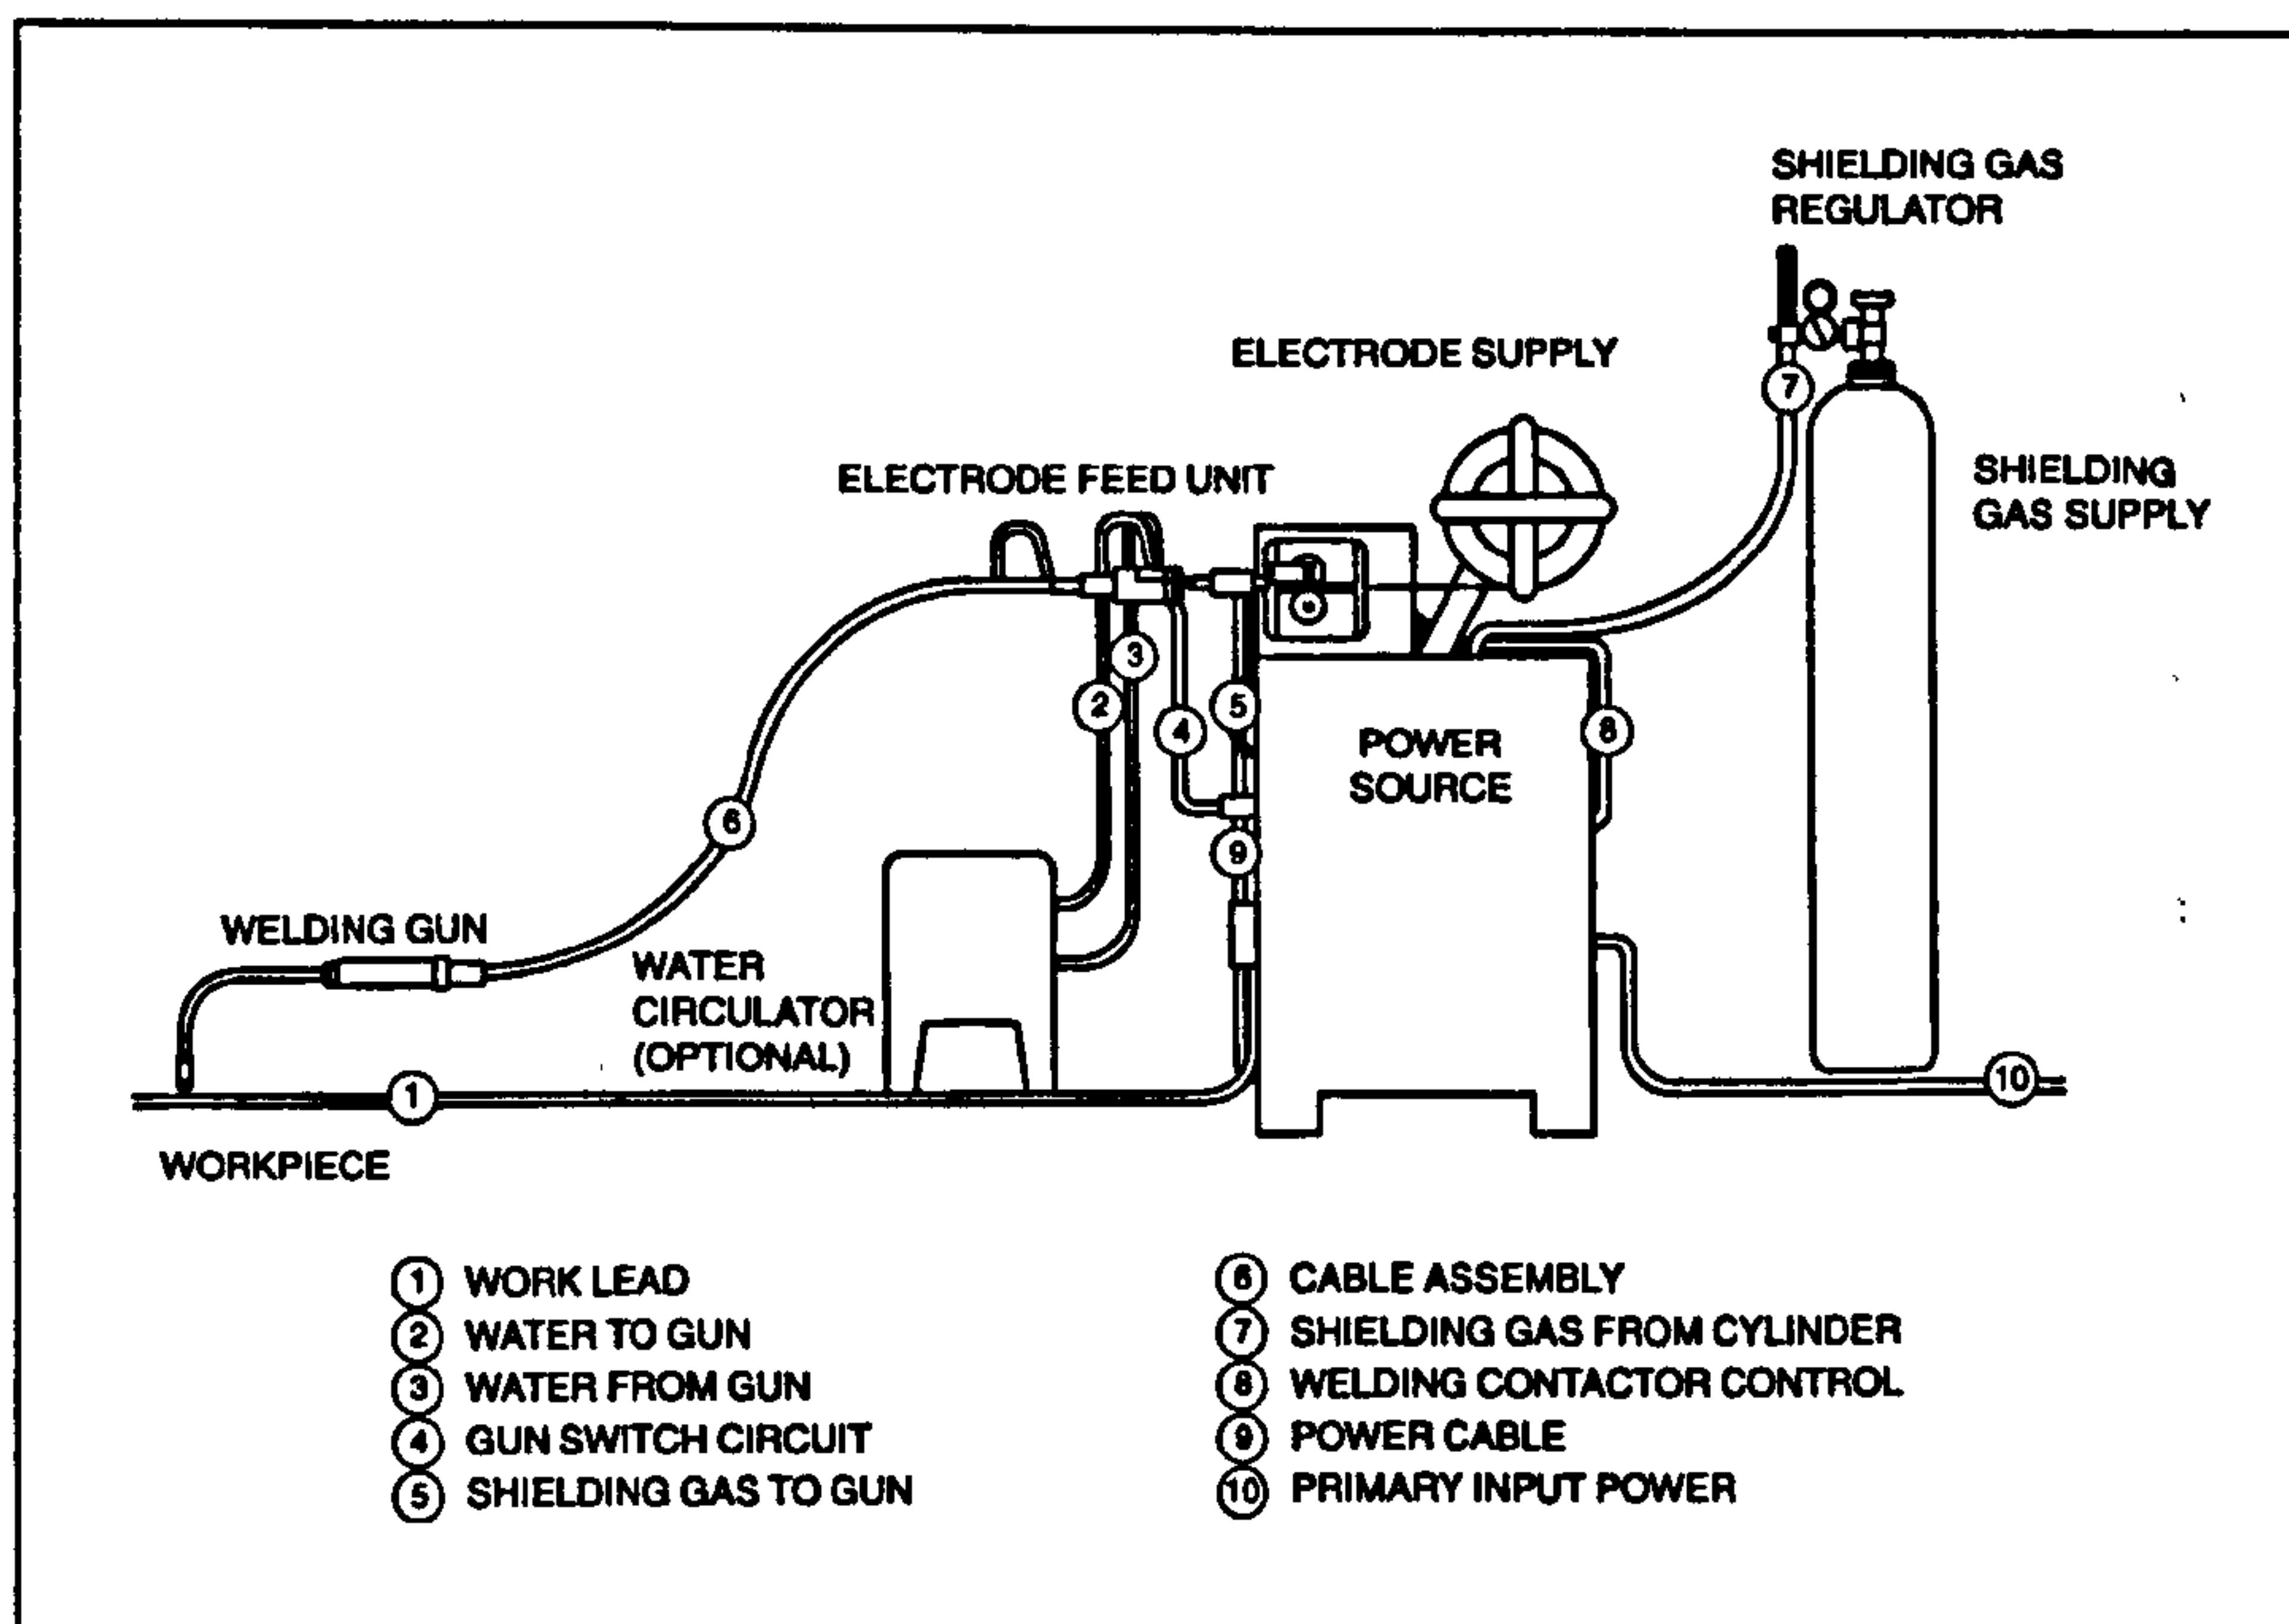 SHIELDING GAS
REGULATOR
ELECTRODE SUPPLY
ELECTRODE FEED UNIT
SHIELDING
GAS SUPPLY
7
3
2
5
4
8
POWER
SOURCE
6
9
WELDING GUN
WATER
CIRCULATOR
(OPTIONAL)
1
10
WORKPIECE
1 WORK LEAD
2 WATER TO GUN
3 WATER FROM GUN
4 GUN SWITCH CIRCUIT
5 SHIELDING GAS TO GUN
6 CABLE ASSEMBLY
7 SHIELDING GAS FROM CYLINDER
8 WELDING CONTACTOR CONTROL
9 POWER CABLE
10 PRIMARY INPUT POWER